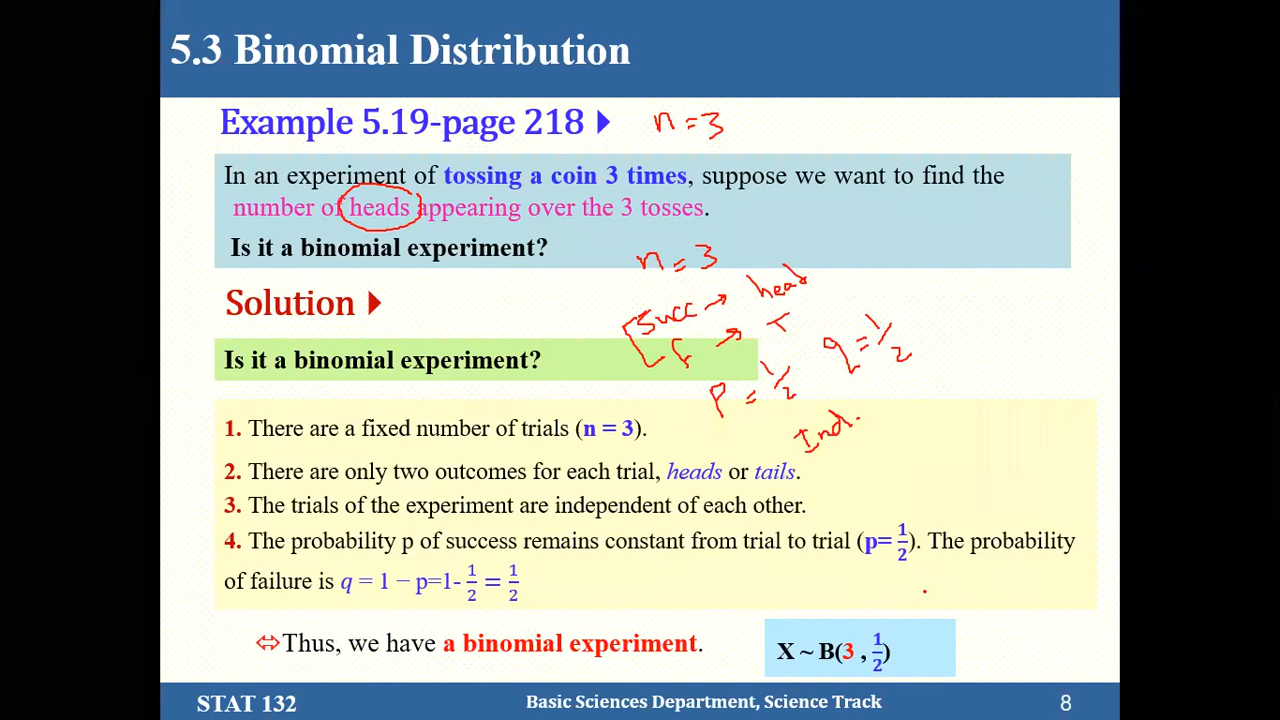 5.3 Binomial Distribution
Example 5.19-page 218
n = 3
In an experiment of tossing a coin 3 times, suppose we want to find the
number of heads appearing over the 3 tosses.
Is it a binomial experiment?
n = 3
Solution
Succ → head
F → T
Is it a binomial experiment?
P = 1/2
q = 1/2
Ind.
1. There are a fixed number of trials (n = 3).
2. There are only two outcomes for each trial, heads or tails.
3. The trials of the experiment are independent of each other.
4. The probability p of success remains constant from trial to trial (p= 1/2). The probability
of failure is q = 1 − p=1- 1/2 = 1/2
⇔Thus, we have a binomial experiment.
X ~ B(3 , 1/2)
STAT 132
Basic Sciences Department, Science Track
8